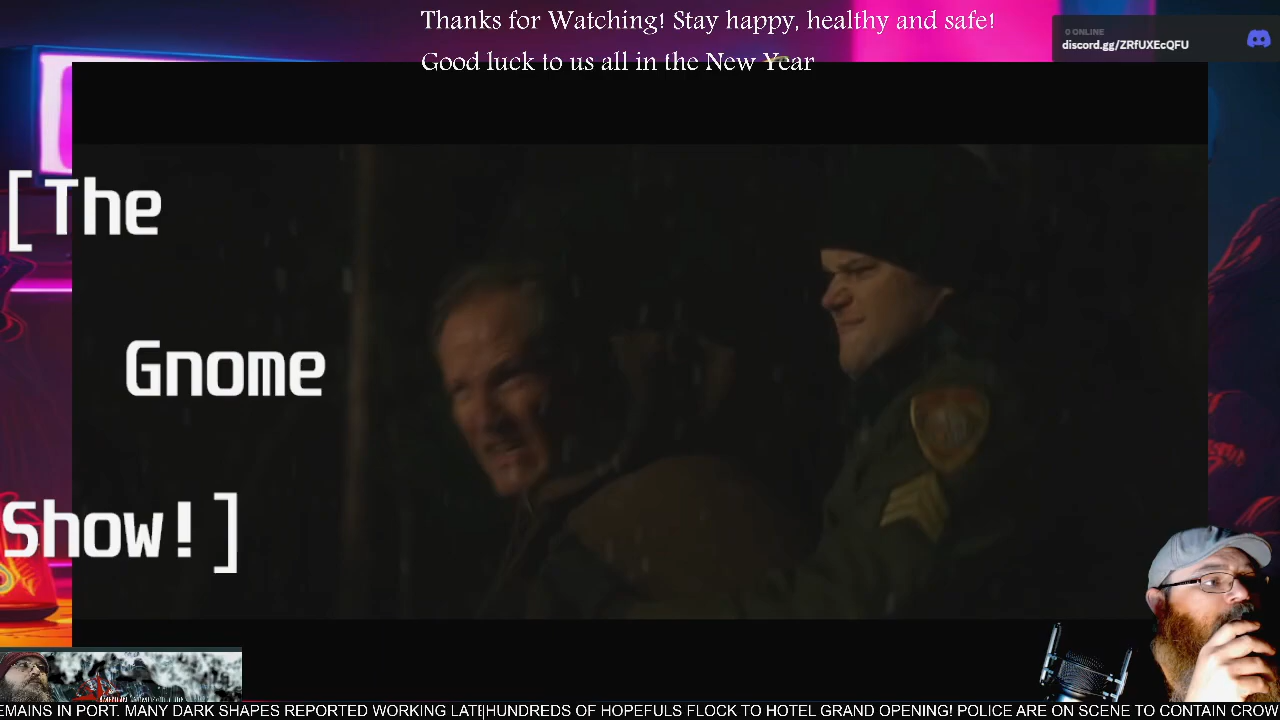 Thanks for Watching! Stay happy, healthy and safe!
Good luck to us all in the New Year
0 ONLINE
discord.gg/ZRfUXEcQFU
[The
Gnome
Show!]
EMAINS IN PORT. MANY DARK SHAPES REPORTED WORKING LATE
HUNDREDS OF HOPEFULS FLOCK TO HOTEL GRAND OPENING! POLICE ARE ON SCENE TO CONTAIN CROW